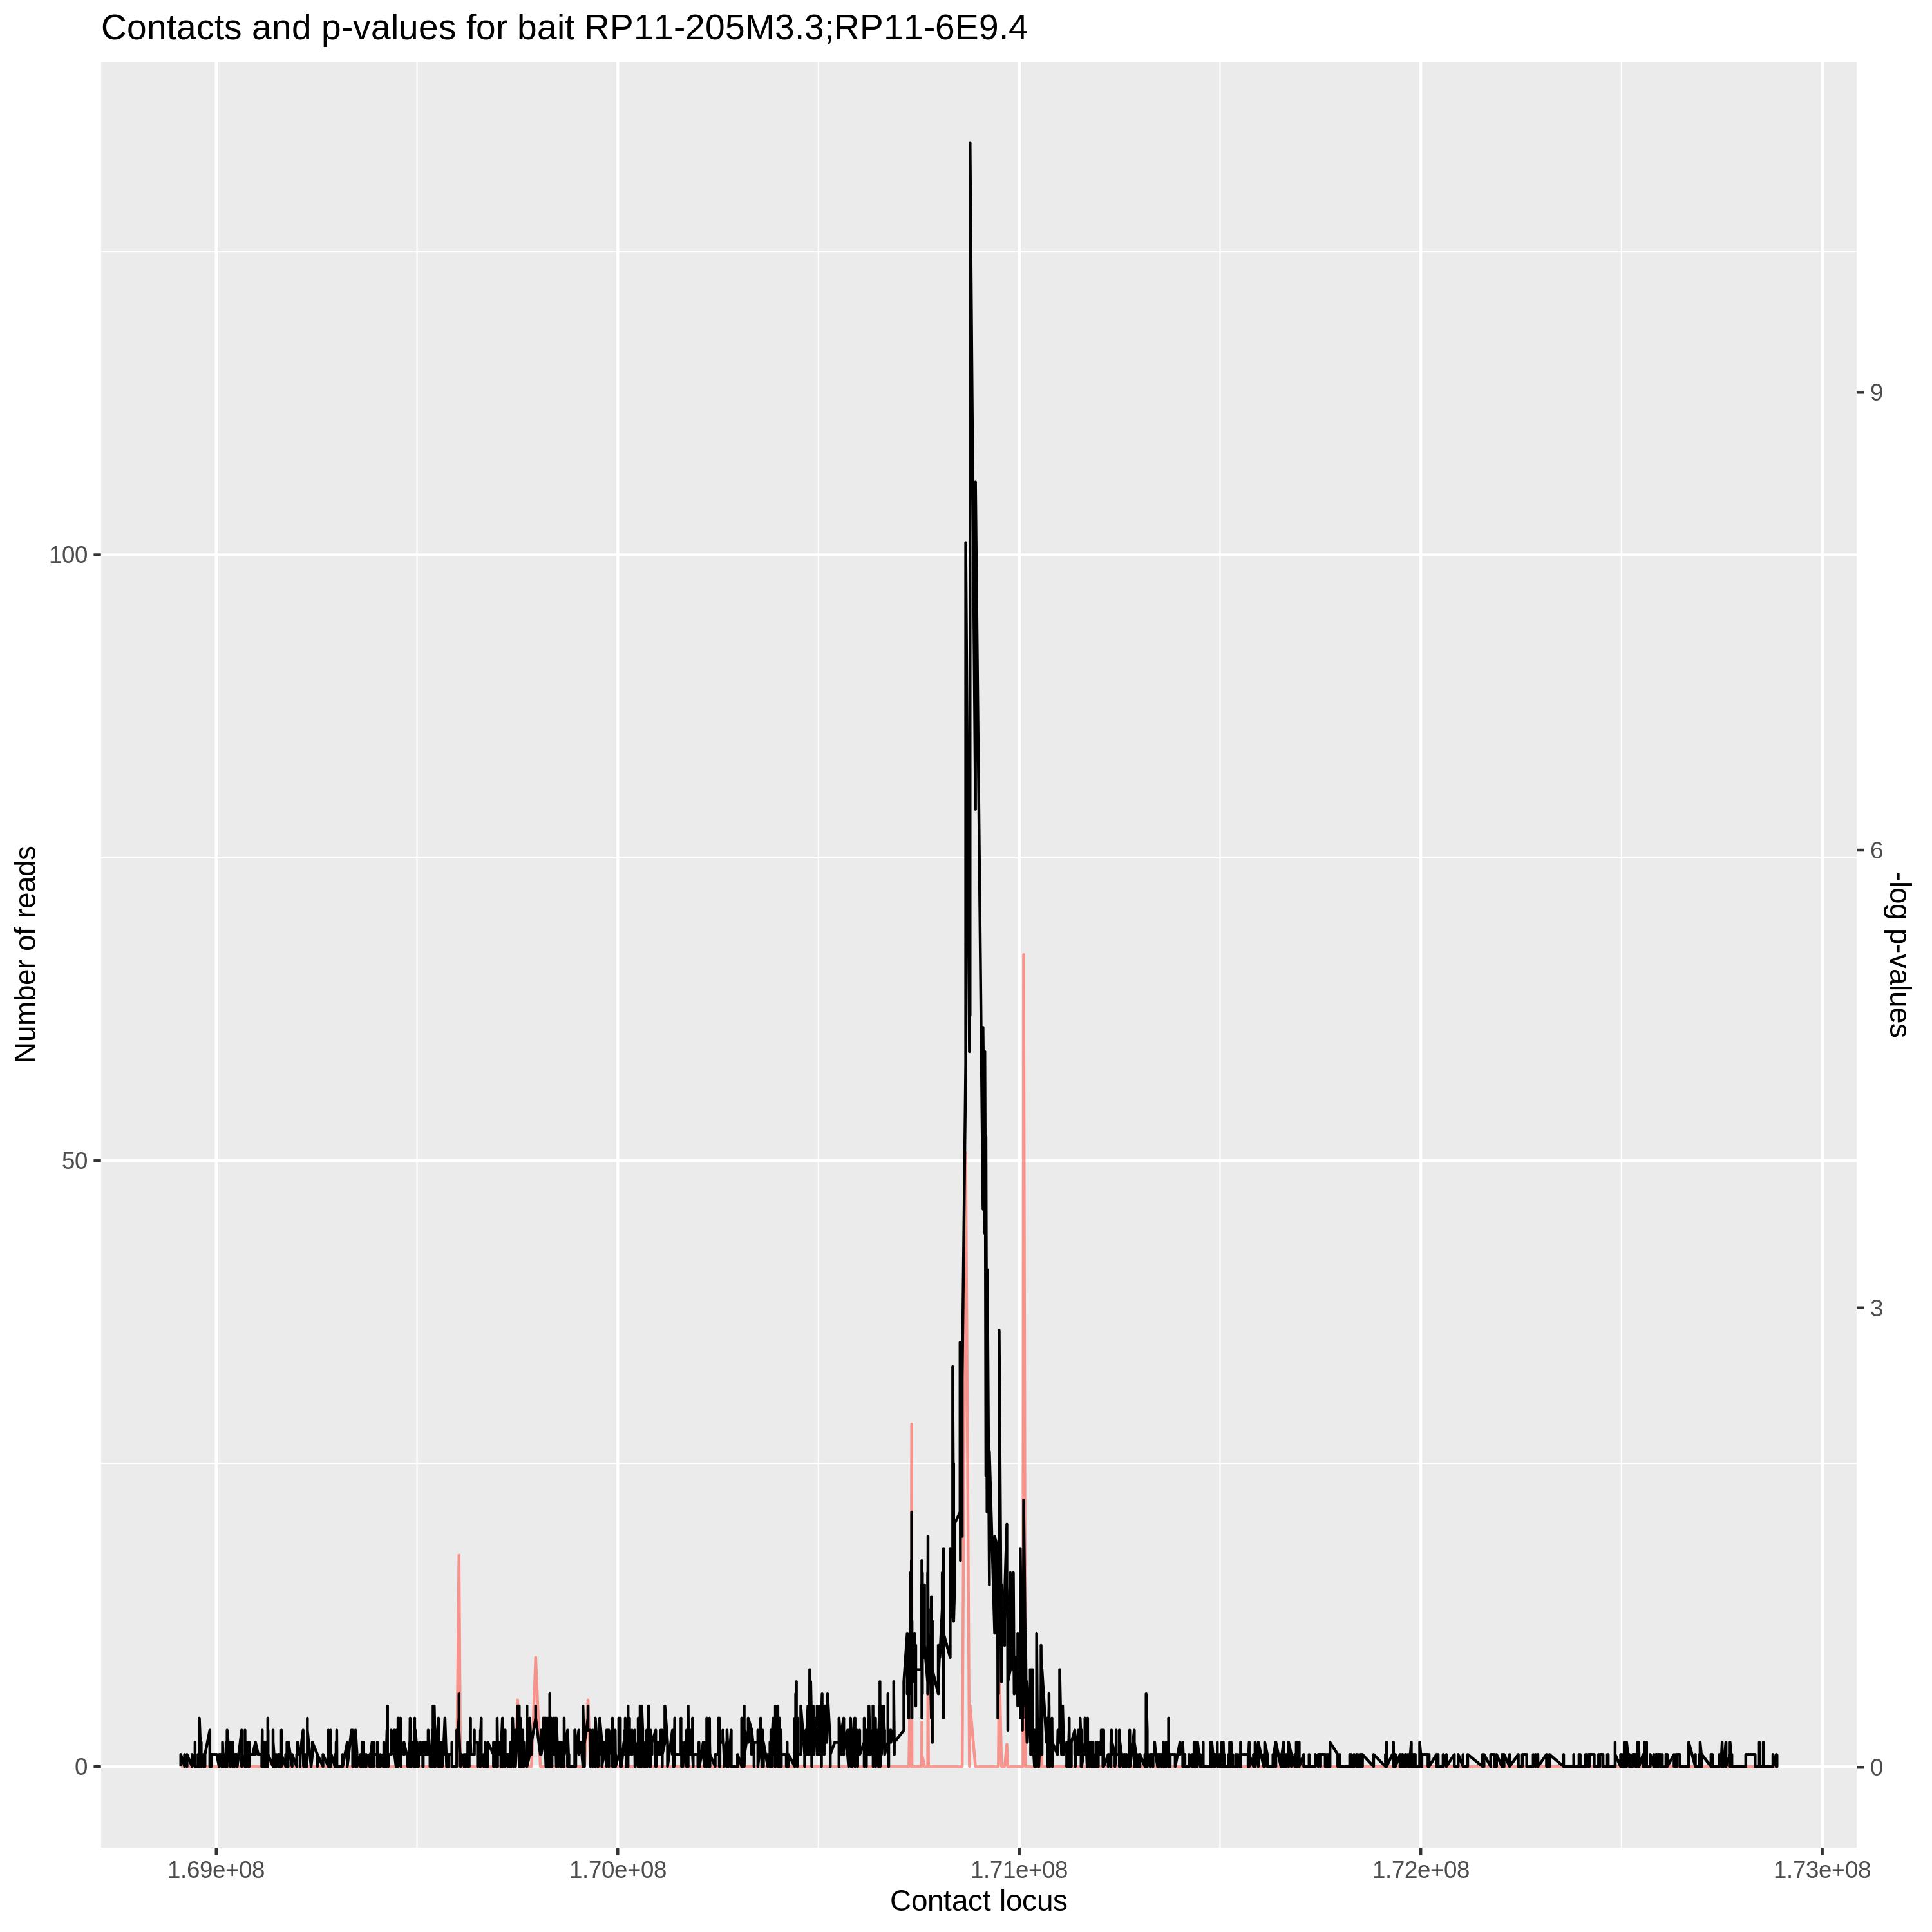 Contacts and p-values for bait RP11-205M3.3;RP11-6E9.4
Number of reads
100
50
0
9
6
3
0
-log p-values
1.69e+08
1.70e+08
1.71e+08
1.72e+08
1.73e+08
Contact locus